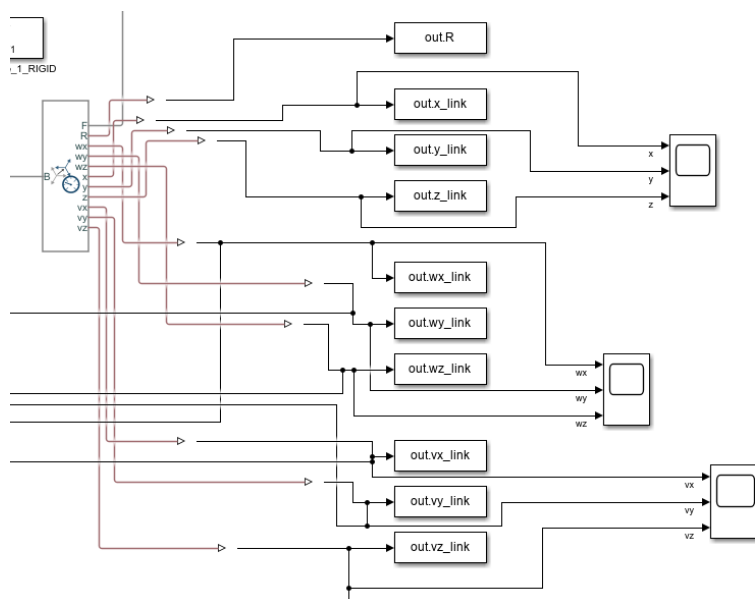 1
_1_RIGID
B
F
R
wx
wy
wz
x
y
z
vx
vy
vz
out.R
out.x_link
out.y_link
out.z_link
x
y
z
out.wx_link
out.wy_link
out.wz_link
wx
wy
wz
out.vx_link
out.vy_link
out.vz_link
vx
vy
vz